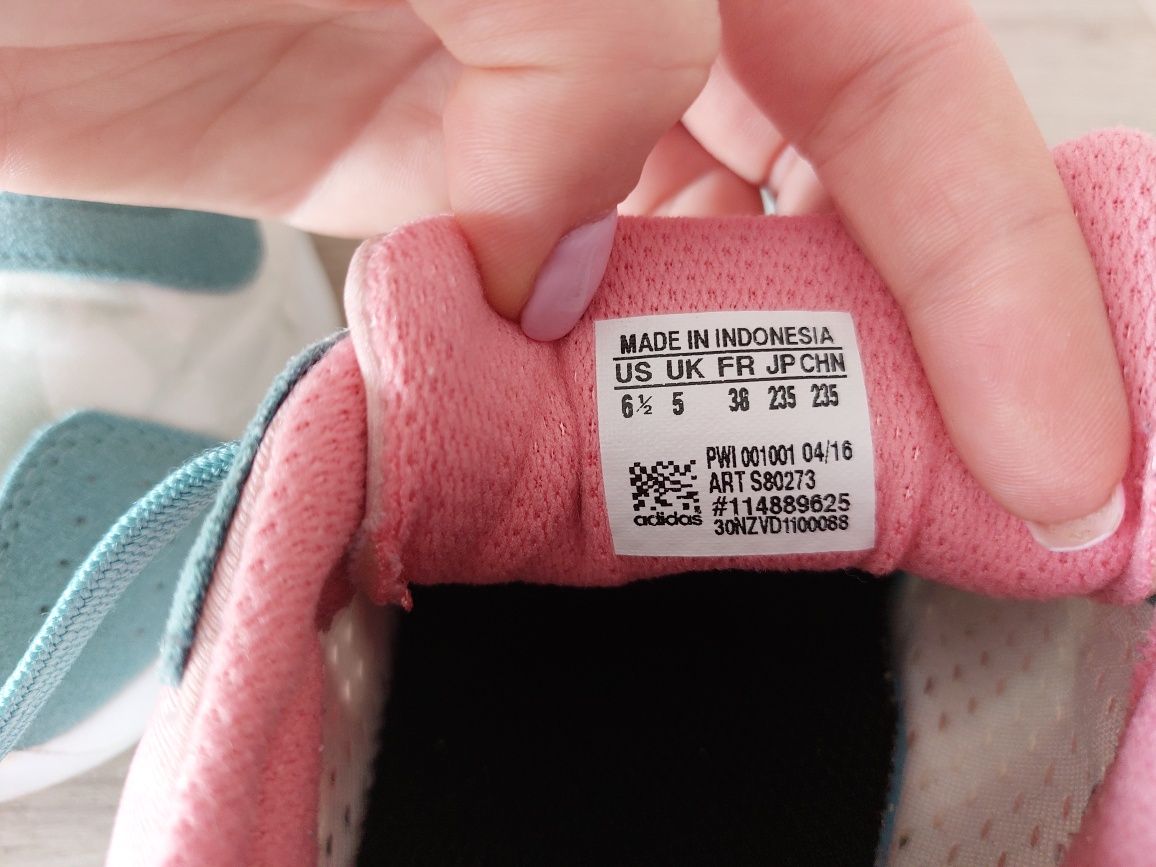 MADE IN INDONESIA
US UK FR JP CHN
6½ 5 38 235 235
PWI 001001 04/16
ART S80273
#114889625
adidas 30NZVD1100088